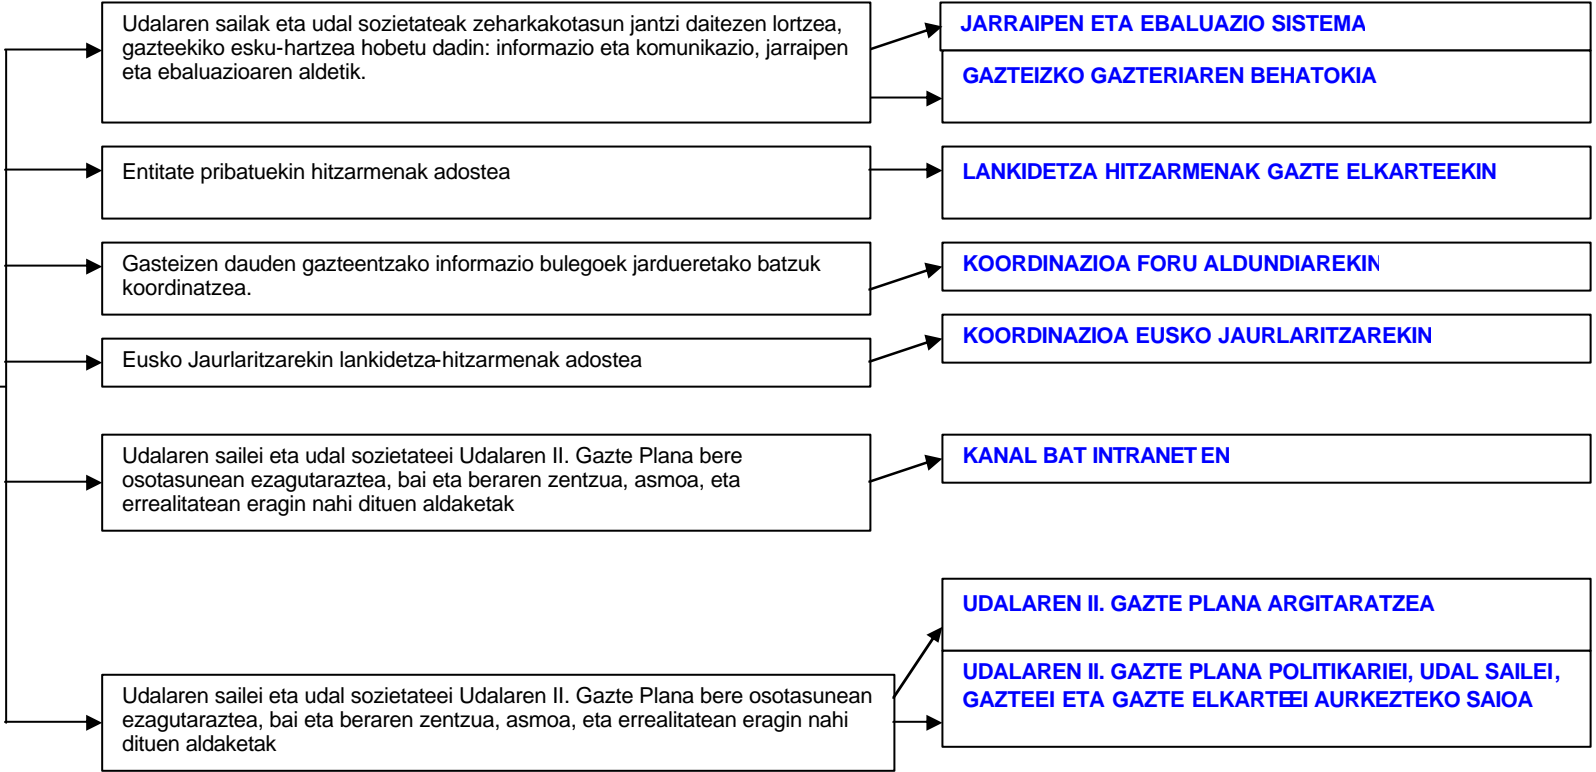 Udalaren sailak eta udal sozietateak zeharkakotasun jantzi daitezen lortzea,
gazteekiko esku-hartzea hobetu dadin: informazio eta komunikazio, jarraipen
eta ebaluazioaren aldetik.
JARRAIPEN ETA EBALUAZIO SISTEMA
GAZTEIZKO GAZTERIAREN BEHATOKIA
Entitate pribatuekin hitzarmenak adostea
LANKIDETZA HITZARMENAK GAZTE ELKARTEEKIN
Gasteizen dauden gazteentzako informazio bulegoek jardueretako batzuk
koordinatzea.
KOORDINAZIOA FORU ALDUNDIAREKIN
Eusko Jaurlaritzarekin lankidetza-hitzarmenak adostea
KOORDINAZIOA EUSKO JAURLARITZAREKIN
Udalaren sailei eta udal sozietateei Udalaren II. Gazte Plana bere
osotasunean ezagutaraztea, bai eta beraren zentzua, asmoa, eta
errealitatean eragin nahi dituen aldaketak
KANAL BAT INTRANET EN
Udalaren sailei eta udal sozietateei Udalaren II. Gazte Plana bere osotasunean
ezagutaraztea, bai eta beraren zentzua, asmoa, eta errealitatean eragin nahi
dituen aldaketak
UDALAREN II. GAZTE PLANA ARGITARATZEA
UDALAREN II. GAZTE PLANA POLITIKARIEI, UDAL SAILEI,
GAZTEEI ETA GAZTE ELKARTEEI AURKEZTEKO SAIOA